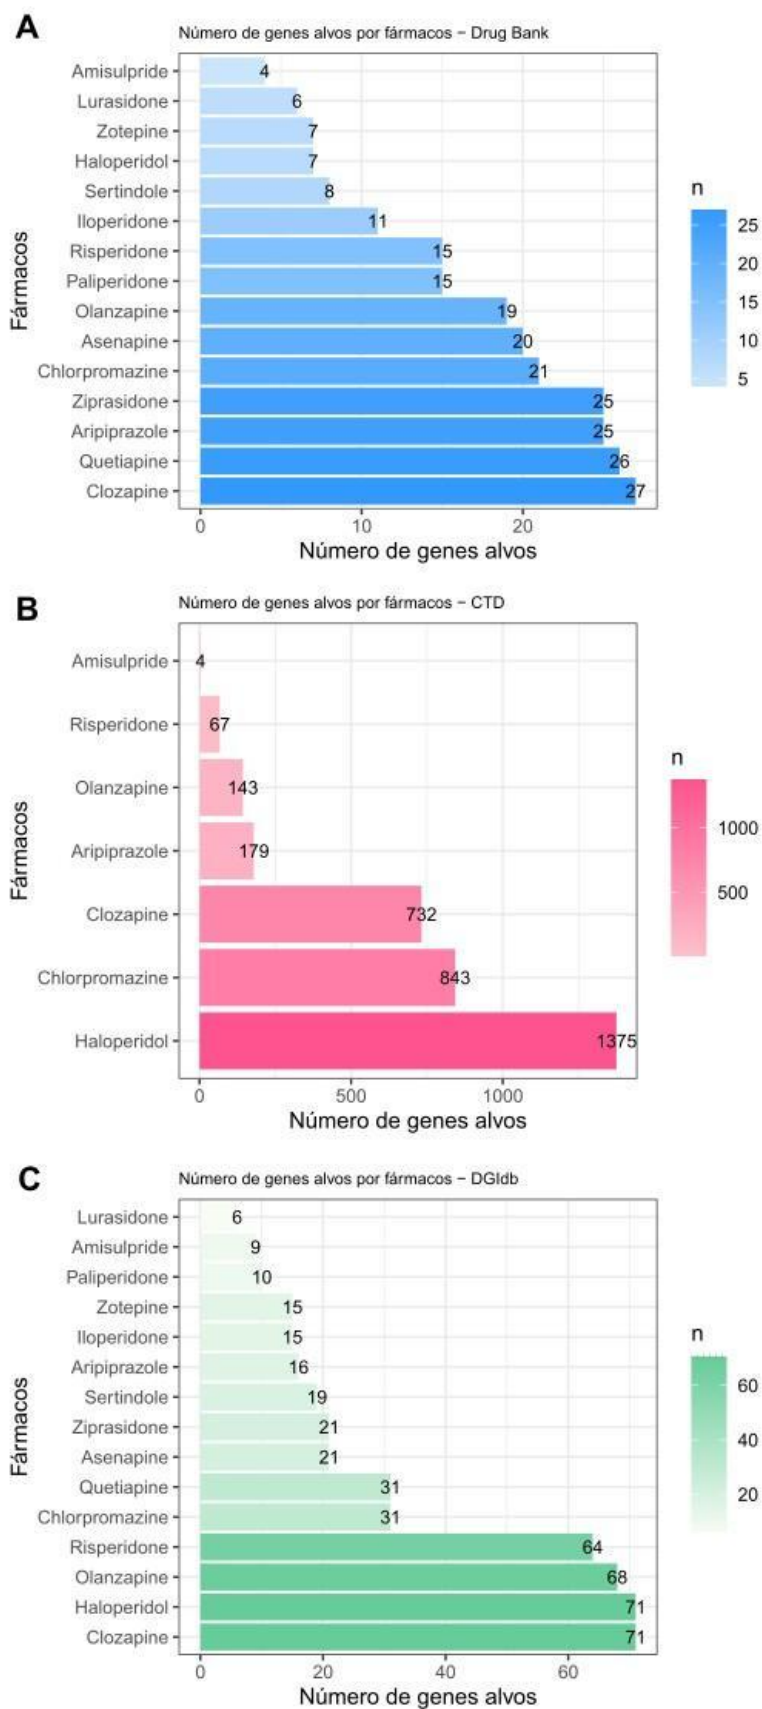 A
Número de genes alvos por fármacos − Drug Bank
Fármacos
Amisulpride 4
Lurasidone 6
Zotepine 7
Haloperidol 7
Sertindole 8
Iloperidone 11
Risperidone 15
Paliperidone 15
Olanzapine 19
Asenapine 20
Chlorpromazine 21
Ziprasidone 25
Aripiprazole 25
Quetiapine 26
Clozapine 27
0 10 20
Número de genes alvos
n
25
20
15
10
5
B
Número de genes alvos por fármacos − CTD
Fármacos
Amisulpride 4
Risperidone 67
Olanzapine 143
Aripiprazole 179
Clozapine 732
Chlorpromazine 843
Haloperidol 1375
0 500 1000
Número de genes alvos
n
1000
500
C
Número de genes alvos por fármacos − DGIdb
Fármacos
Lurasidone 6
Amisulpride 9
Paliperidone 10
Zotepine 15
Iloperidone 15
Aripiprazole 16
Sertindole 19
Ziprasidone 21
Asenapine 21
Quetiapine 31
Chlorpromazine 31
Risperidone 64
Olanzapine 68
Haloperidol 71
Clozapine 71
0 20 40 60
Número de genes alvos
n
60
40
20